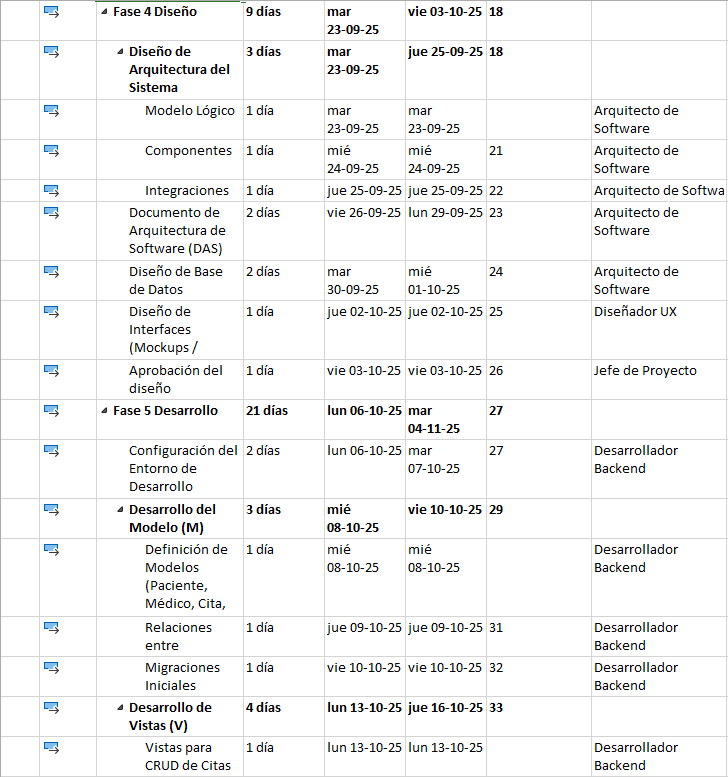 Fase 4 Diseño 9 días mar 23-09-25 vie 03-10-25 18
Diseño de Arquitectura del Sistema 3 días mar 23-09-25 jue 25-09-25 18
Modelo Lógico 1 día mar 23-09-25 mar 23-09-25 Arquitecto de Software
Componentes 1 día mié 24-09-25 mié 24-09-25 21 Arquitecto de Software
Integraciones 1 día jue 25-09-25 jue 25-09-25 22 Arquitecto de Softwa
Documento de Arquitectura de Software (DAS) 2 días vie 26-09-25 lun 29-09-25 23 Arquitecto de Software
Diseño de Base de Datos 2 días mar 30-09-25 mié 01-10-25 24 Arquitecto de Software
Diseño de Interfaces (Mockups / 1 día jue 02-10-25 jue 02-10-25 25 Diseñador UX
Aprobación del diseño 1 día vie 03-10-25 vie 03-10-25 26 Jefe de Proyecto
Fase 5 Desarrollo 21 días lun 06-10-25 mar 04-11-25 27
Configuración del Entorno de Desarrollo 2 días lun 06-10-25 mar 07-10-25 27 Desarrollador Backend
Desarrollo del Modelo (M) 3 días mié 08-10-25 vie 10-10-25 29
Definición de Modelos (Paciente, Médico, Cita, 1 día mié 08-10-25 mié 08-10-25 Desarrollador Backend
Relaciones entre 1 día jue 09-10-25 jue 09-10-25 31 Desarrollador Backend
Migraciones Iniciales 1 día vie 10-10-25 vie 10-10-25 32 Desarrollador Backend
Desarrollo de Vistas (V) 4 días lun 13-10-25 jue 16-10-25 33
Vistas para CRUD de Citas 1 día lun 13-10-25 lun 13-10-25 Desarrollador Backend